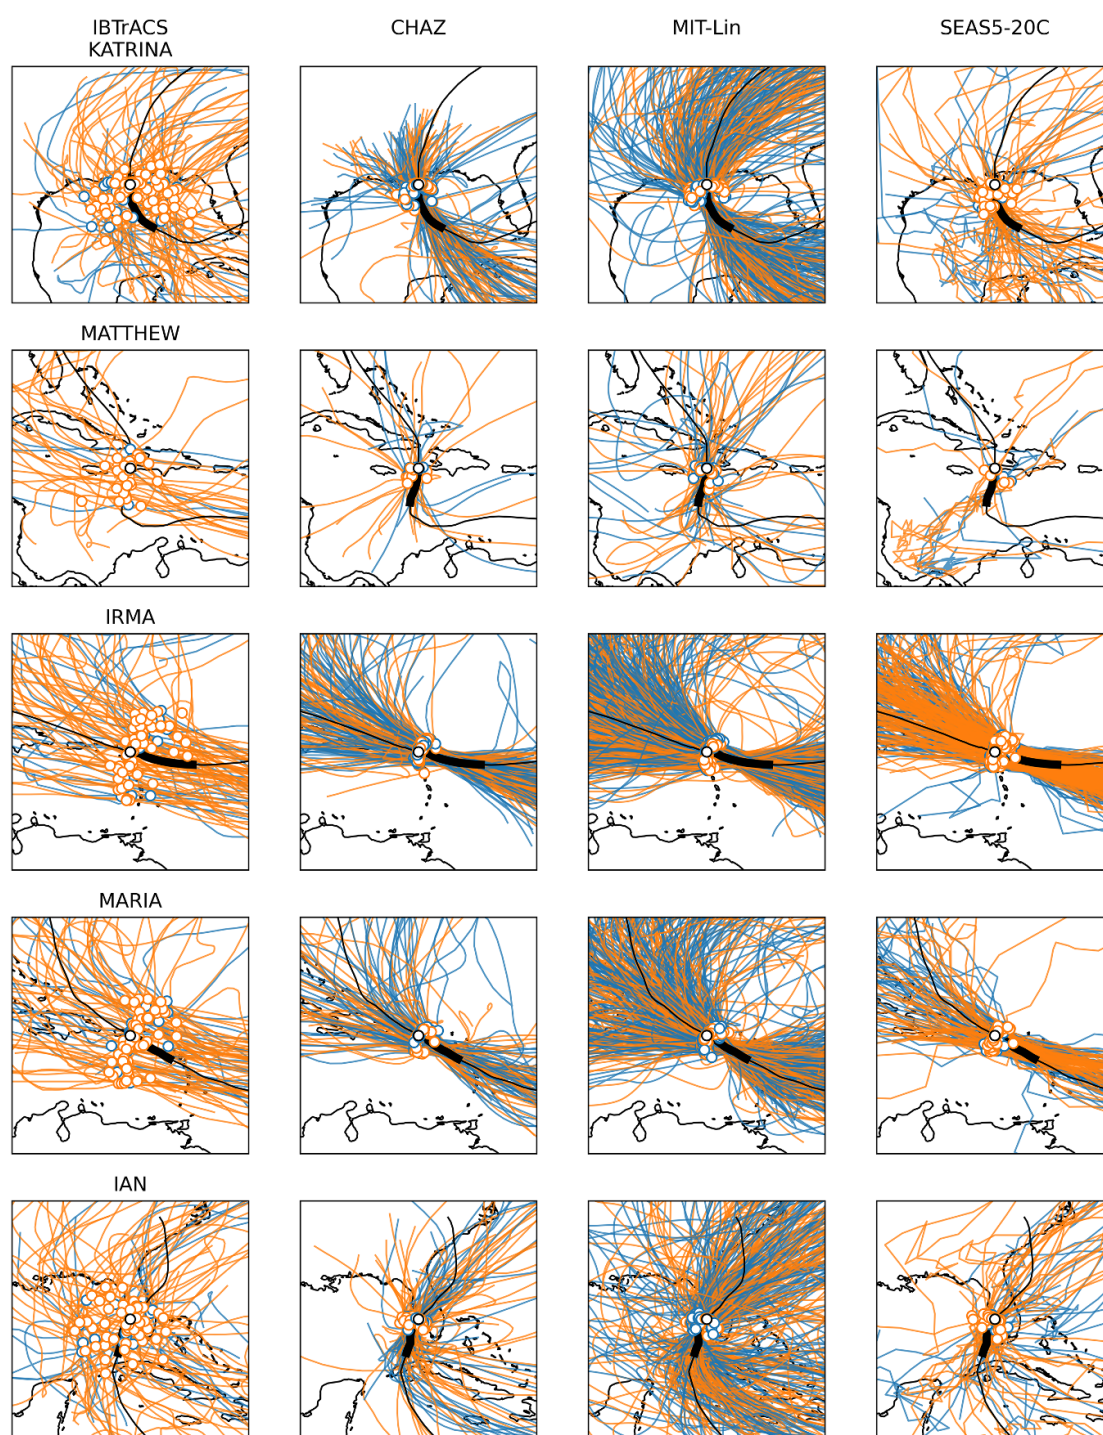 IBTrACS
KATRINA
CHAZ
MIT-Lin
SEAS5-20C
MATTHEW
IRMA
MARIA
IAN